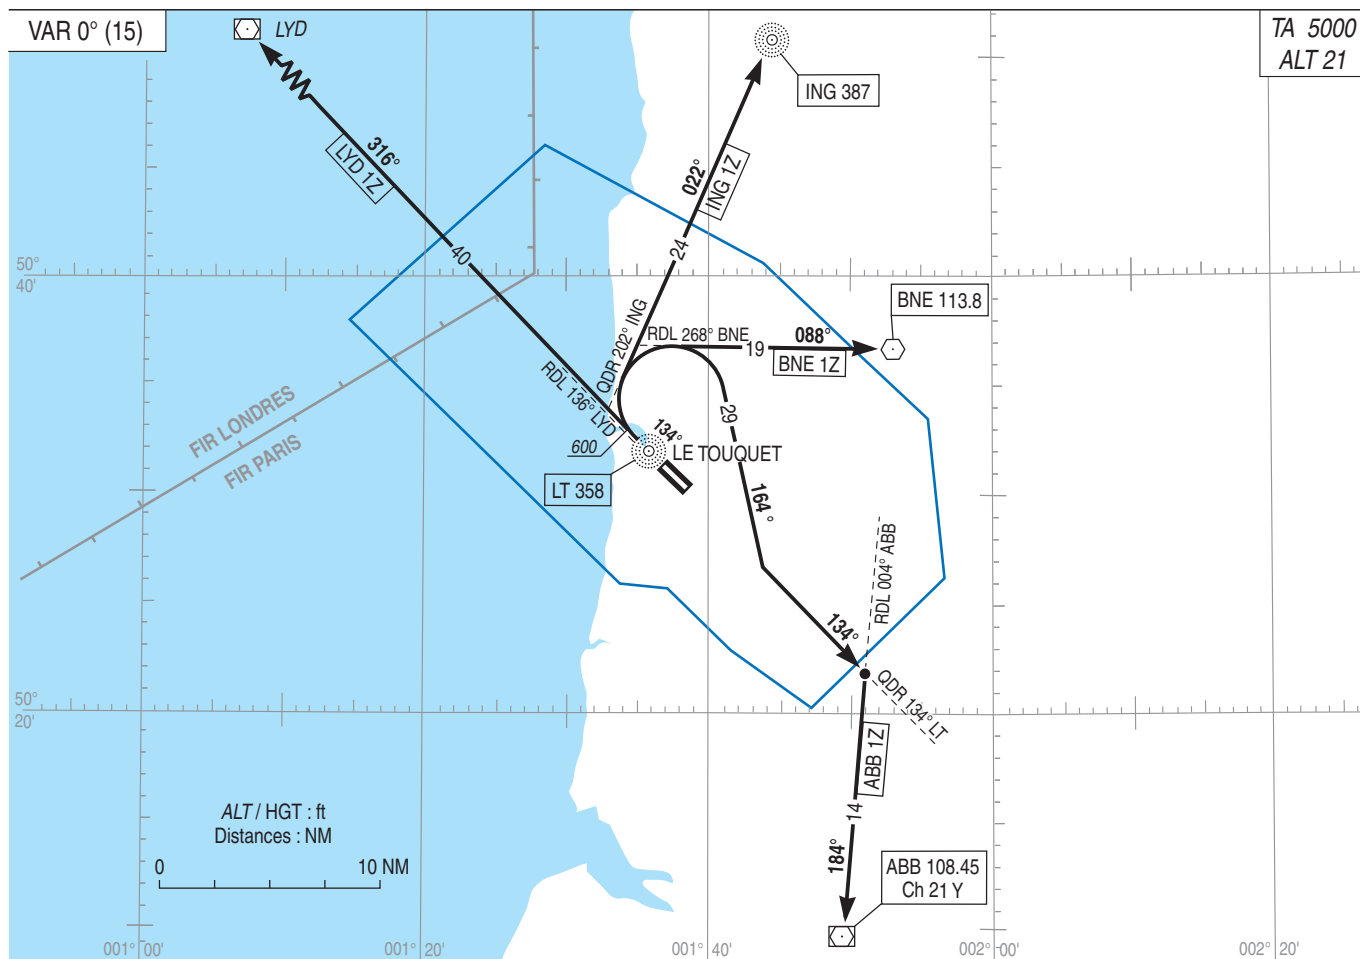 VAR 0° (15)
LYD
TA 5000
ALT 21
ING 387
316°
LYD 1Z
022°
ING 1Z
40
24
50°
40'
BNE 113.8
QDR 202° ING
RDL 268° BNE
19
088°
BNE 1Z
RDL 136° LYD
29
134°
600
LE TOUQUET
LT 358
FIR LONDRES
FIR PARIS
164°
RDL 004° ABB
134°
QDR 134° LT
50°
20'
ABB 1Z
14
184°
ALT / HGT : ft
Distances : NM
0
10 NM
ABB 108.45
Ch 21 Y
001° 00'
001° 20'
001° 40'
002° 00'
002° 20'